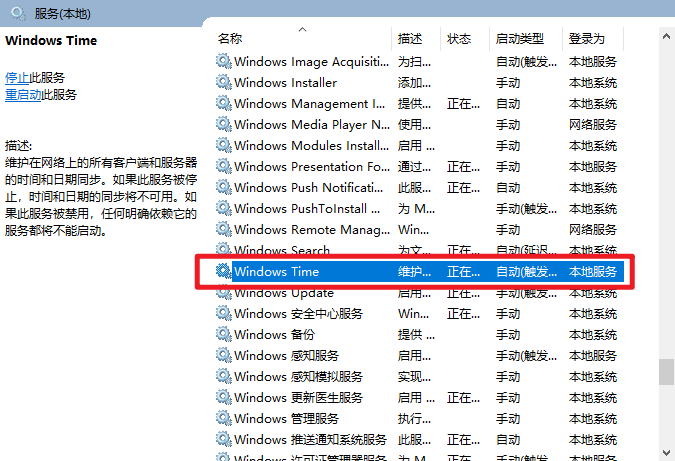 服务(本地)
Windows Time
停止此服务
重启动此服务
描述:
维护在网络上的所有客户端和服务器
的时间和日期同步。如果此服务被停
止，时间和日期的同步将不可用。如
果此服务被禁用，任何明确依赖它的
服务都将不能启动。
名称 描述 状态 启动类型 登录为
Windows Image Acquisiti... 为扫... 自动(触发... 本地服务
Windows Installer 添加... 手动 本地系统
Windows Management I... 提供... 正在... 自动 本地系统
Windows Media Player N... 使用... 手动 网络服务
Windows Modules Install... 启用 ... 手动 本地系统
Windows Presentation Fo... 通过... 正在... 手动 本地服务
Windows Push Notificati... 此服... 正在... 自动 本地系统
Windows PushToInstall ... 为 M... 手动(触发... 本地系统
Windows Remote Manag... Win... 手动 网络服务
Windows Search 为文... 正在... 自动(延迟... 本地系统
Windows Time 维护... 正在... 自动(触发... 本地服务
Windows Update 启用... 正在... 手动(触发... 本地系统
Windows 安全中心服务 Win... 正在... 手动 本地系统
Windows 备份 提供 ... 手动 本地系统
Windows 感知服务 启用... 手动(触发... 本地服务
Windows 感知模拟服务 实现... 手动 本地系统
Windows 更新医生服务 启用 ... 正在... 手动 本地系统
Windows 管理服务 执行... 手动 本地系统
Windows 推送通知系统服务 此服... 正在... 自动 本地系统
Windows 许可证管理器服务 为 M... 正在... 手动(触发... 本地服务